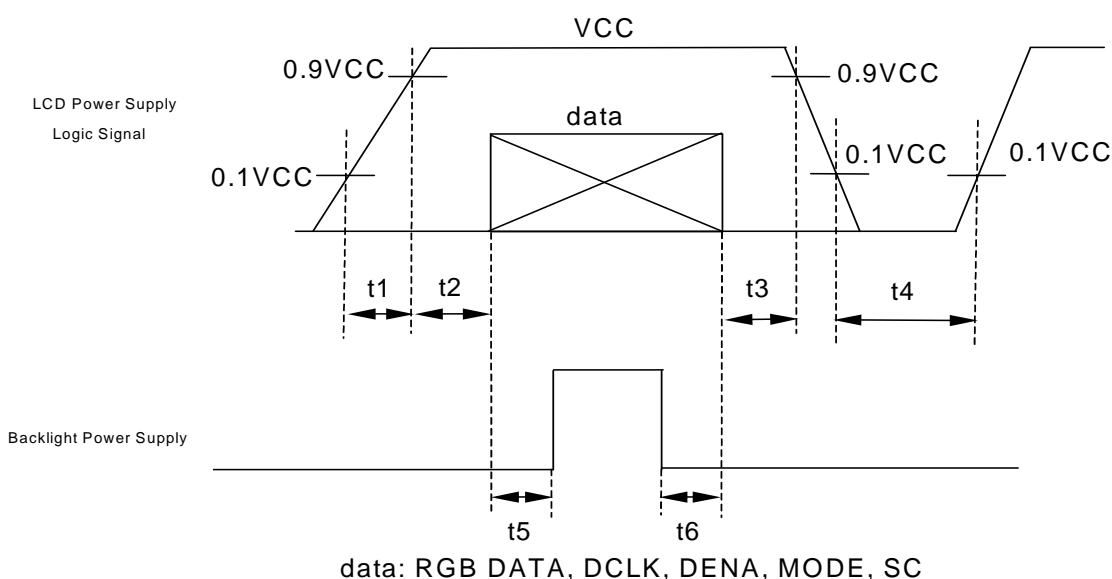 VCC
0.9VCC
0.9VCC
LCD Power Supply
Logic Signal
data
0.1VCC
0.1VCC
0.1VCC
t1
t2
t3
t4
Backlight Power Supply
t5
t6
data: RGB DATA, DCLK, DENA, MODE, SC